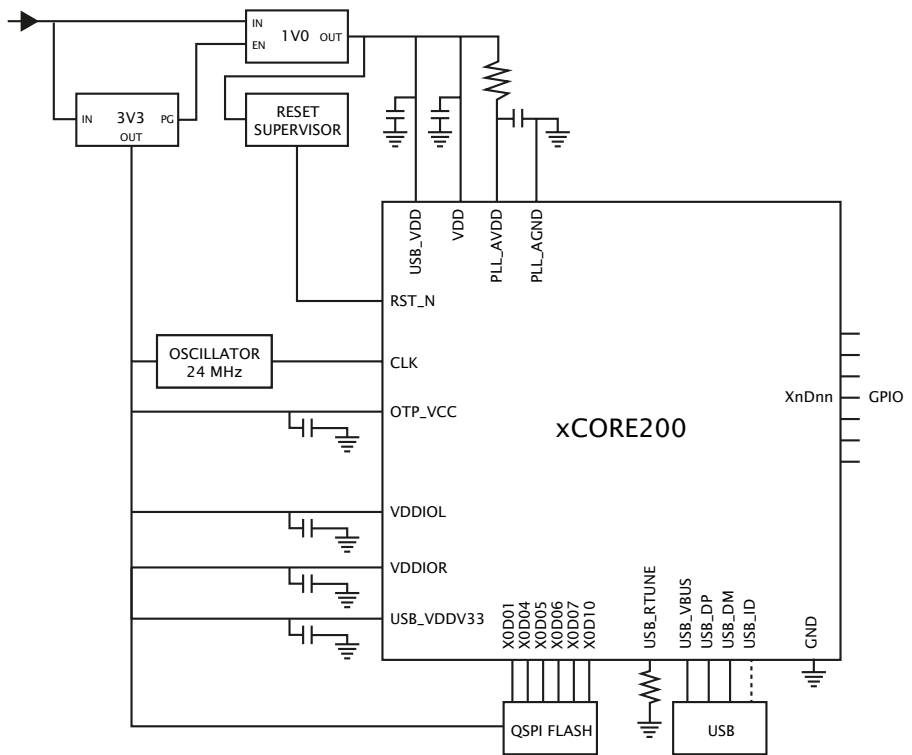 IN
1V0
OUT
EN
IN
3V3
PG
OUT
RESET
SUPERVISOR
USB_VDD
VDD
PLL_AVDD
PLL_AGND
RST_N
OSCILLATOR
24 MHz
CLK
OTP_VCC
XnDnn
GPIO
xCORE200
VDDIOL
VDDIOR
USB_VDDV33
X0D01
X0D04
X0D05
X0D06
X0D07
X0D10
USB_RTUNE
USB_VBUS
USB_DP
USB_DM
USB_ID
GND
QSPI FLASH
USB